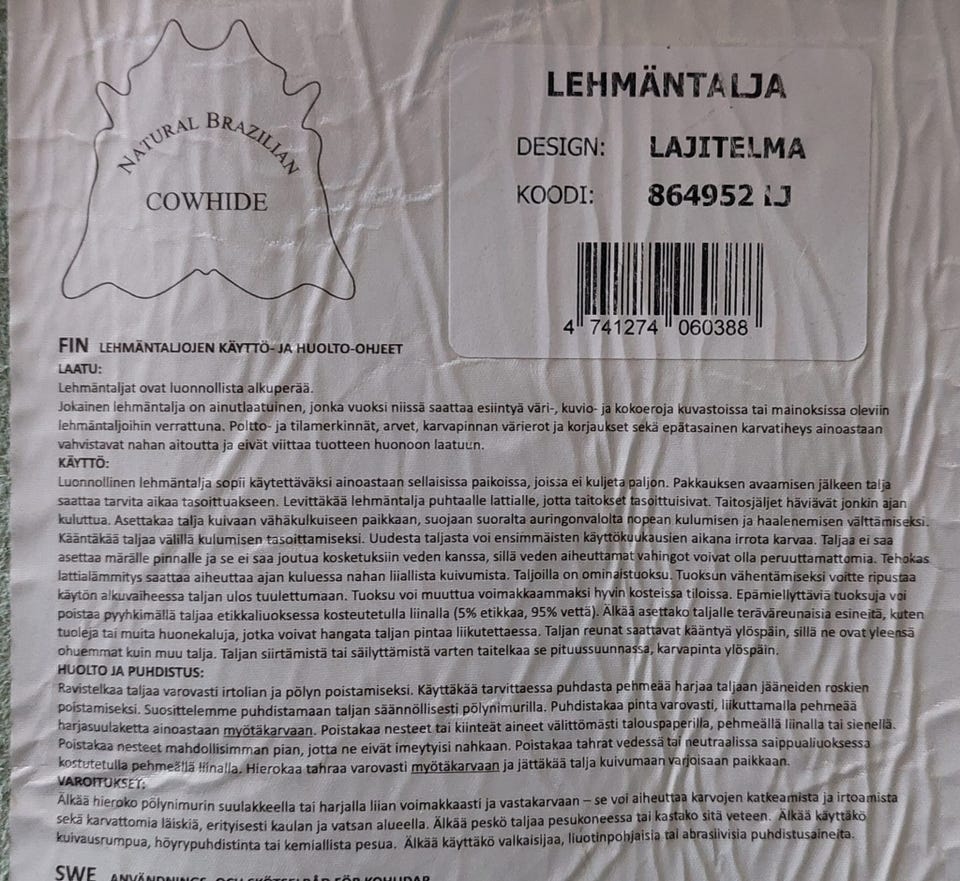 NATURAL BRAZILIAN
COWHIDE
LEHMÄNTALJA
DESIGN: LAJITELMA
KOODI: 864952 LJ
4 741274 060388
FIN LEHMÄNTALJOJEN KÄYTTÖ- JA HUOLTO-OHJEET
LAATU:
Lehmäntaljat ovat luonnollista alkuperää.
Jokainen lehmäntalja on ainutlaatuinen, jonka vuoksi niissä saattaa esiintyä väri-, kuvio- ja kokoeroja kuvastoissa tai mainoksissa oleviin
lehmäntaljoihin verrattuna. Poltto- ja tilamerkinnät, arvet, karvapinnan värierot ja korjaukset sekä epätasainen karvatiheys ainoastaan
vahvistavat nahan aitoutta ja eivät viittaa tuotteen huonoon laatuun.
KÄYTTÖ:
Luonnollinen lehmäntalja sopii käytettäväksi ainoastaan sellaisissa paikoissa, joissa ei kuljeta paljon. Pakkauksen avaamisen jälkeen talja
saattaa tarvita aikaa tasoittuakseen. Levittäkää lehmäntalja puhtaalle lattialle, jotta taitokset tasoittuisivat. Taitosjäljet häviävät jonkin ajan
kuluttua. Asettakaa talja kuivaan vähäkulkuiseen paikkaan, suojaan suoralta auringonvalolta nopean kulumisen ja haalenemisen välttämiseksi.
Kääntäkää taljaa välillä kulumisen tasoittamiseksi. Uudesta taljasta voi ensimmäisten käyttökuukausien aikana irrota karvaa. Taljaa ei saa
asettaa märälle pinnalle ja se ei saa joutua kosketuksiin veden kanssa, sillä veden aiheuttamat vahingot voivat olla peruuttamattomia. Tehokas
lattialämmitys saattaa aiheuttaa ajan kuluessa nahan liiallista kuivumista. Taljoilla on ominaistuoksu. Tuoksun vähentämiseksi voitte ripustaa
käytön alkuvaiheessa taljan ulos tuulettumaan. Tuoksu voi muuttua voimakkaammaksi hyvin kosteissa tiloissa. Epämiellyttäviä tuoksuja voi
poistaa pyyhkimällä taljaa etikkaliuoksessa kosteutetulla liinalla (5% etikkaa, 95% vettä). Älkää asettako taljalle teräväreunaisia esineitä, kuten
tuoleja tai muita huonekaluja, jotka voivat hangata taljan pintaa liikutettaessa. Taljan reunat saattavat kääntyä ylöspäin, sillä ne ovat yleensä
ohuemmat kuin muu talja. Taljan siirtämistä tai säilyttämistä varten taitelkaa se pituussuunnassa, karvapinta ylöspäin.
HUOLTO JA PUHDISTUS:
Ravistelkaa taljaa varovasti irtolian ja pölyn poistamiseksi. Käyttäkää tarvittaessa puhdasta pehmeää harjaa taljaan jääneiden roskien
poistamiseksi. Suosittelemme puhdistamaan taljan säännöllisesti pölynimurilla. Puhdistakaa pinta varovasti, liikuttamalla pehmeää
harjasuulaketta ainoastaan myötäkarvaan. Poistakaa nesteet tai kiinteät aineet välittömästi talouspaperilla, pehmeällä liinalla tai sienellä.
Poistakaa nesteet mahdollisimman pian, jotta ne eivät imeytyisi nahkaan. Poistakaa tahrat vedessä tai neutraalissa saippualiuoksessa
kostutetulla pehmeällä liinalla. Hierokaa tahraa varovasti myötäkarvaan ja jättäkää talja kuivumaan varjoisaan paikkaan.
VAROITUKSET:
Älkää hieroko pölynimurin suulakkeella tai harjalla liian voimakkaasti ja vastakarvaan – se voi aiheuttaa karvojen katkeamista ja irtoamista
sekä karvattomia läiskiä, erityisesti kaulan ja vatsan alueella. Älkää peskö taljaa pesukoneessa tai kastako sitä veteen. Älkää käyttäkö
kuivausrumpua, höyrypuhdistinta tai kemiallista pesua. Älkää käyttäkö valkaisijaa, liuotinpohjaisia tai abrasiivisia puhdistusaineita.
SWE ANVÄNDNINGS- OCH SKÖTSELRÅD FÖR KOHUDAR